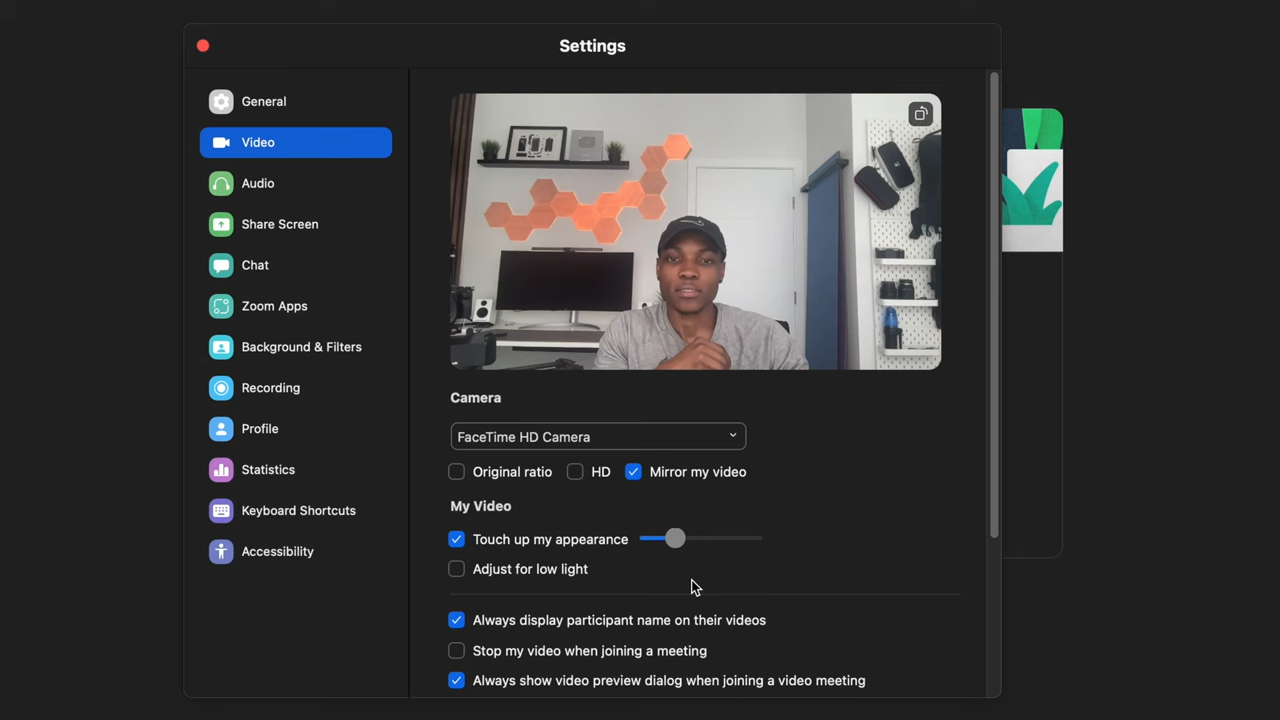 Settings
General
Video
Audio
Share Screen
Chat
Zoom Apps
Background & Filters
Recording
Profile
Statistics
Keyboard Shortcuts
Accessibility
Camera
FaceTime HD Camera
Original ratio HD Mirror my video
My Video
Touch up my appearance
Adjust for low light
Always display participant name on their videos
Stop my video when joining a meeting
Always show video preview dialog when joining a video meeting